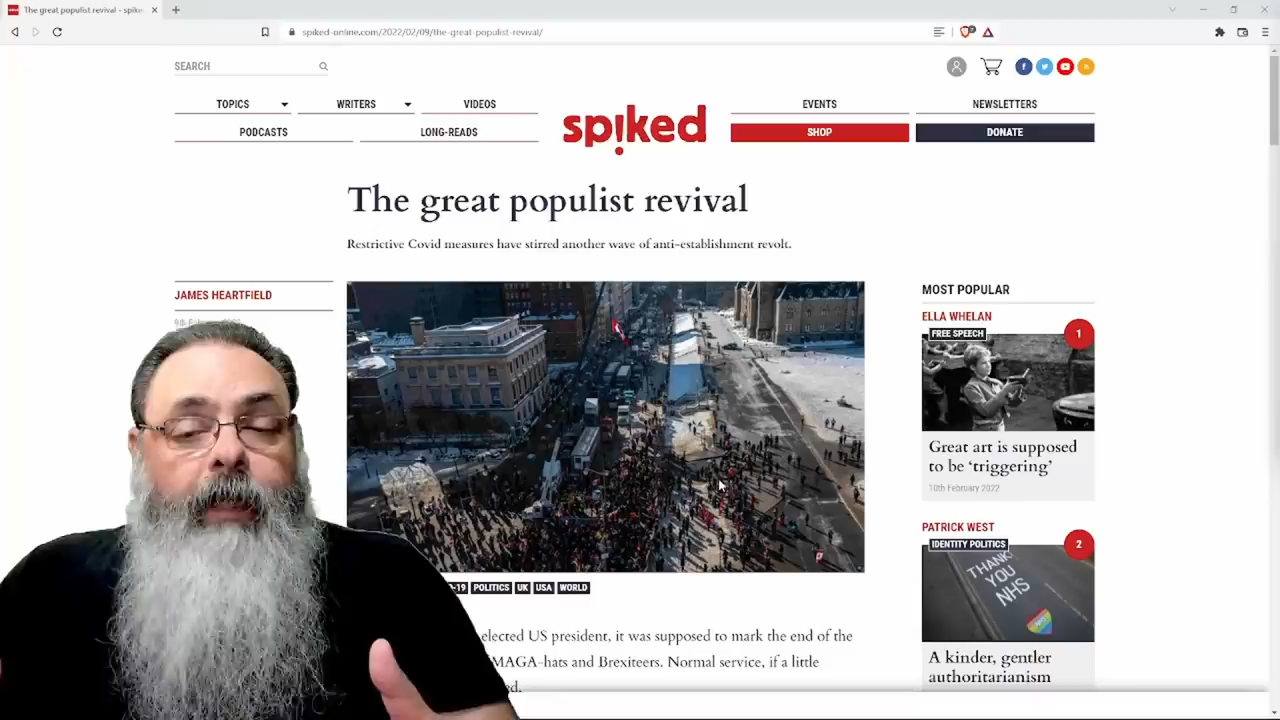 The great populist revival - spike
spiked-online.com/2022/02/09/the-great-populist-revival/
SEARCH
TOPICS
WRITERS
VIDEOS
PODCASTS
LONG-READS
spiked
EVENTS
NEWSLETTERS
SHOP
DONATE
The great populist revival
Restrictive Covid measures have stirred another wave of anti-establishment revolt.
JAMES HEARTFIELD
-19 POLITICS UK USA WORLD
elected US president, it was supposed to mark the end of the
MAGA-hats and Brexiteers. Normal service, if a little
MOST POPULAR
ELLA WHELAN
FREE SPEECH
1
Great art is supposed
to be ‘triggering’
10th February 2022
PATRICK WEST
IDENTITY POLITICS
2
THANK
YOU
NHS
A kinder, gentler
authoritarianism